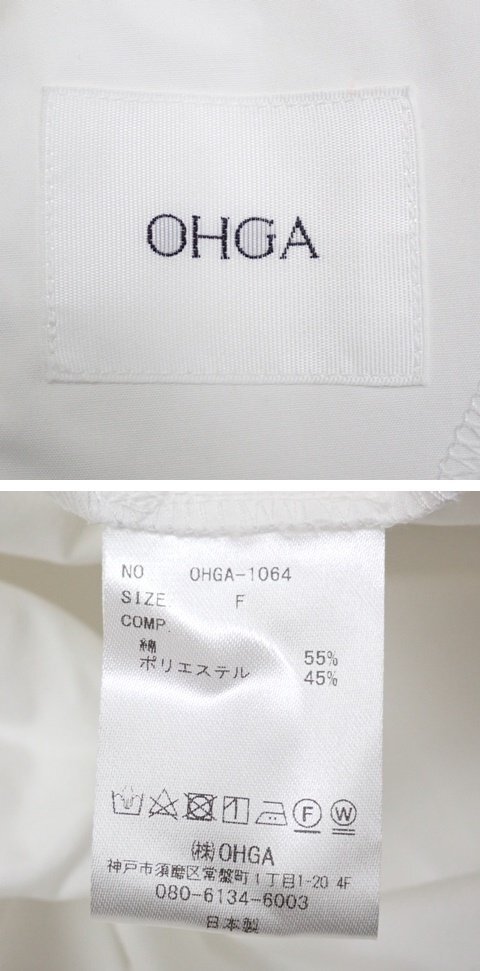 OHGA
NO OHGA-1064
SIZE F
COMP.
綿 55%
ポリエステル 45%
F W
(株)OHGA
神戸市須磨区常盤町1丁目1-20 4F
080-6134-6003
日本製